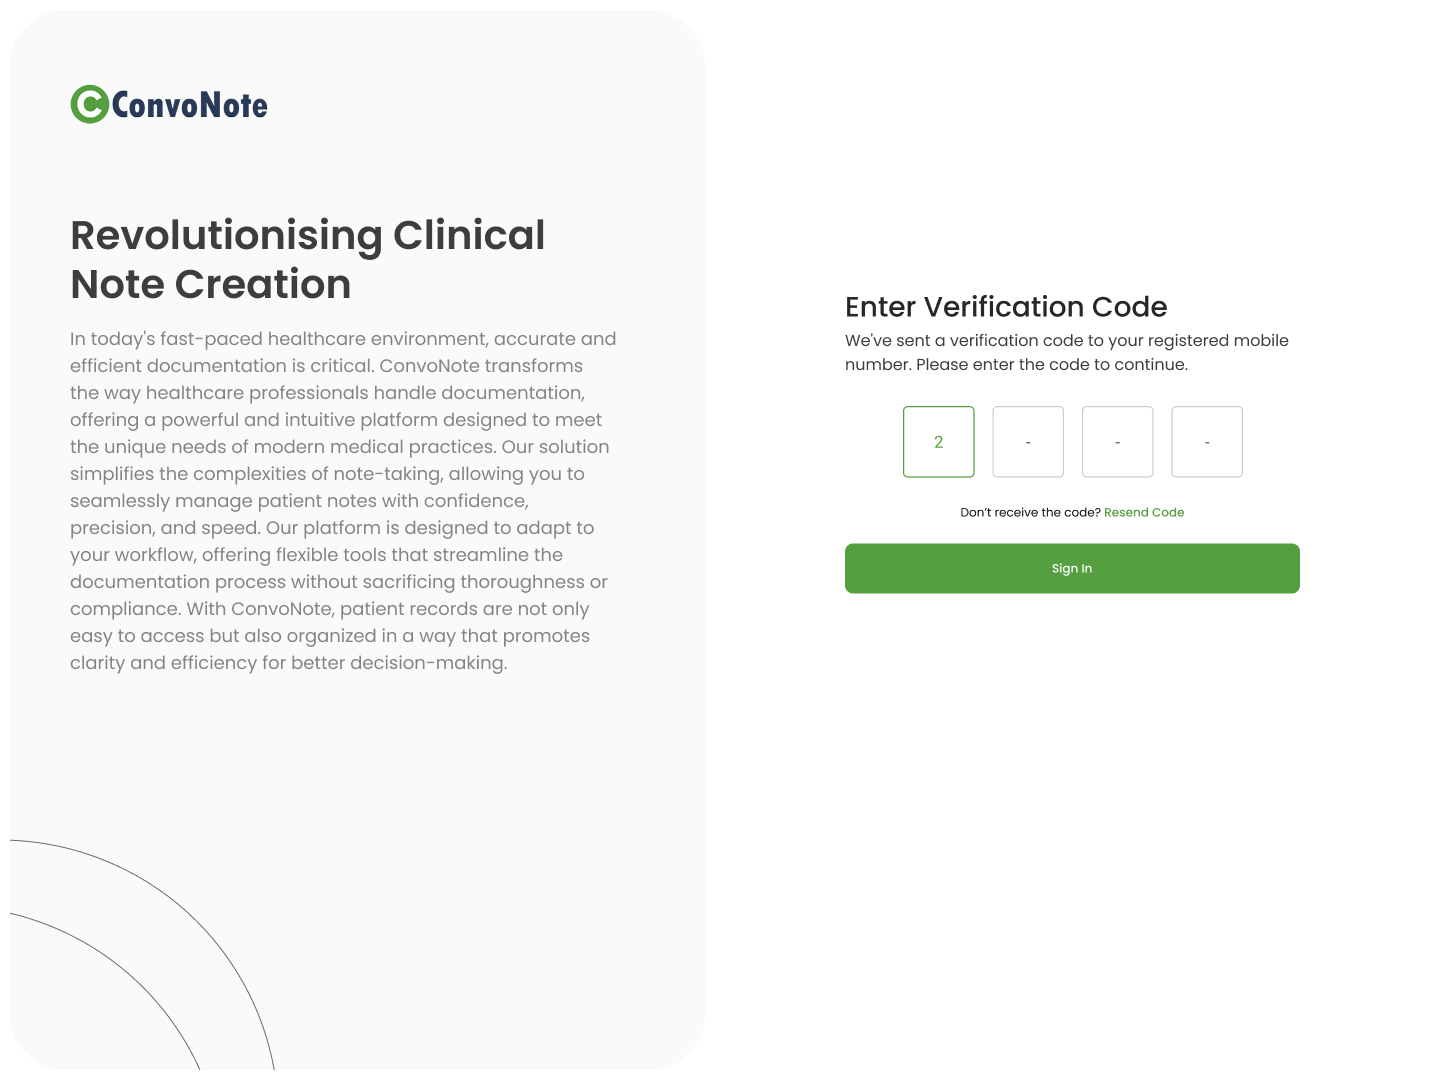 ConvoNote
Revolutionising Clinical
Note Creation
In today's fast-paced healthcare environment, accurate and
efficient documentation is critical. ConvoNote transforms
the way healthcare professionals handle documentation,
offering a powerful and intuitive platform designed to meet
the unique needs of modern medical practices. Our solution
simplifies the complexities of note-taking, allowing you to
seamlessly manage patient notes with confidence,
precision, and speed. Our platform is designed to adapt to
your workflow, offering flexible tools that streamline the
documentation process without sacrificing thoroughness or
compliance. With ConvoNote, patient records are not only
easy to access but also organized in a way that promotes
clarity and efficiency for better decision-making.
Enter Verification Code
We've sent a verification code to your registered mobile
number. Please enter the code to continue.
2 - - -
Don’t receive the code? Resend Code
Sign In